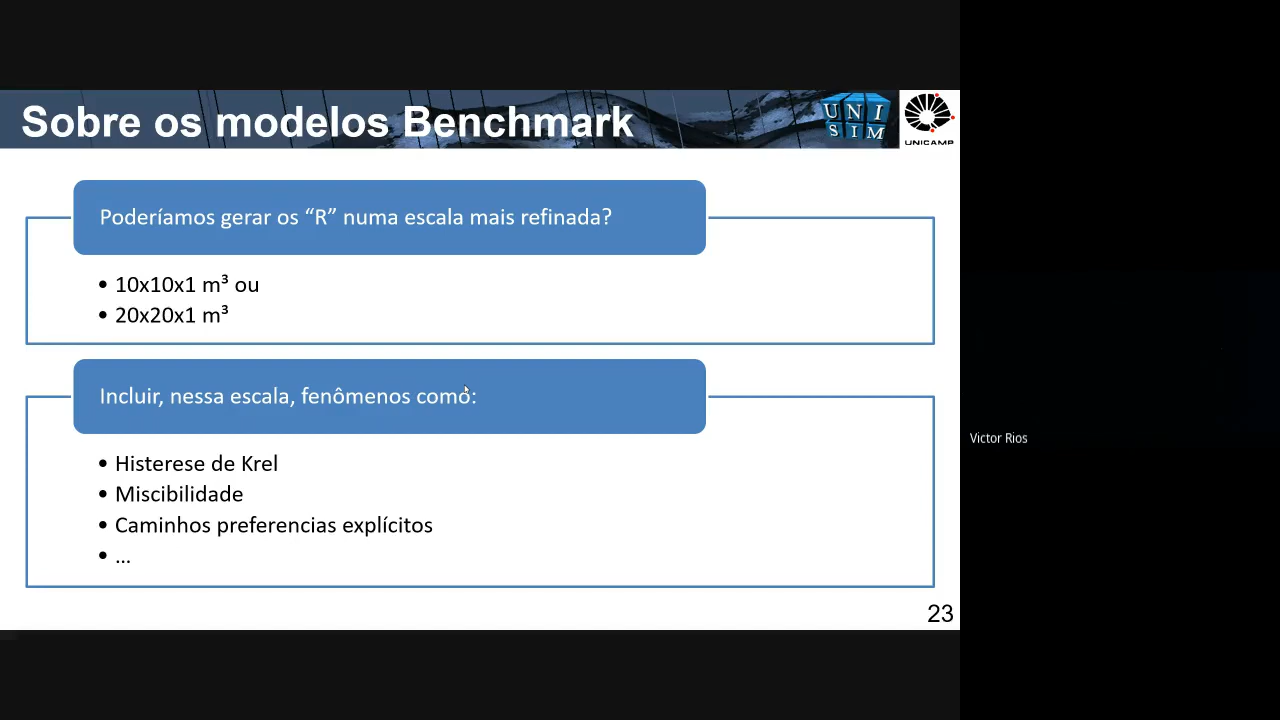 Sobre os modelos Benchmark
UNI
SIM
UNICAMP
Poderíamos gerar os “R” numa escala mais refinada?
• 10x10x1 m³ ou
• 20x20x1 m³
Incluir, nessa escala, fenômenos como:
• Histerese de Krel
• Miscibilidade
• Caminhos preferencias explícitos
• ...
23
Victor Rios